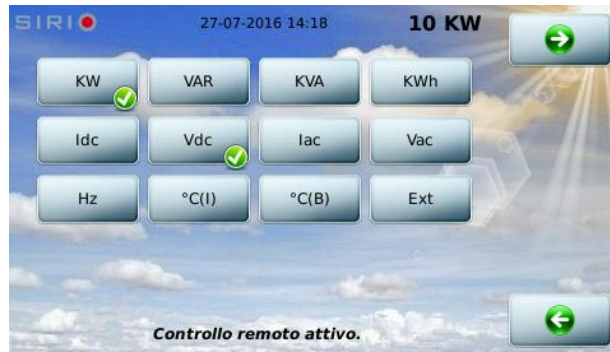 SIRIO 27-07-2016 14:18 10 KW
KW VAR KVA KWh
Idc Vdc Iac Vac
Hz °C(I) °C(B) Ext
Controllo remoto attivo.